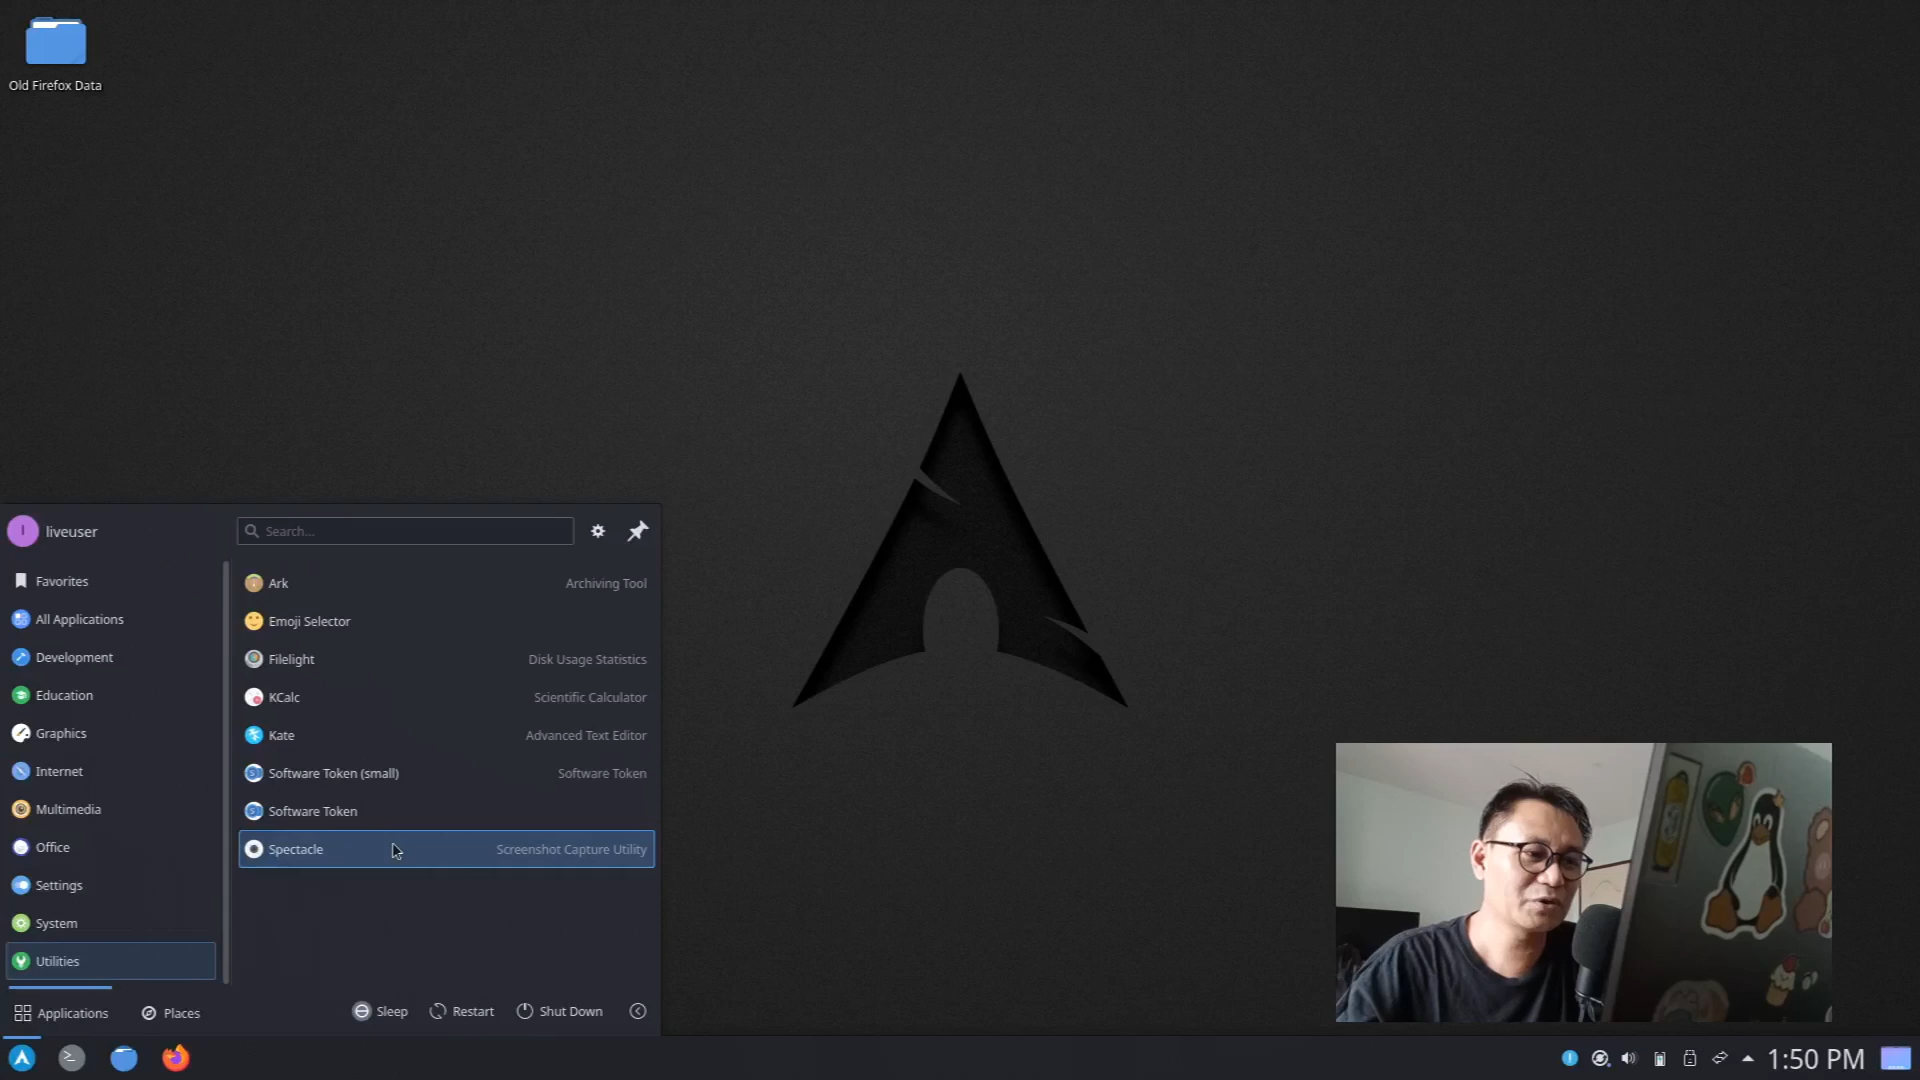 Old Firefox Data
liveuser
Search...
Favorites
All Applications
Development
Education
Graphics
Internet
Multimedia
Office
Settings
System
Utilities
Ark Archiving Tool
Emoji Selector
Filelight Disk Usage Statistics
KCalc Scientific Calculator
Kate Advanced Text Editor
Software Token (small) Software Token
Software Token
Spectacle Screenshot Capture Utility
Applications Places Sleep Restart Shut Down
1:50 PM